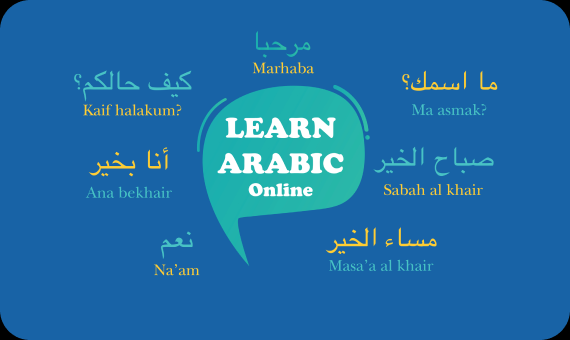 مرحبا
Marhaba
كيف حالكم؟
Kaif halakum?
ما اسمك؟
Ma asmak?
LEARN
ARABIC
Online
أنا بخير
Ana bekhair
صباح الخير
Sabah al khair
نعم
Na’am
مساء الخير
Masa’a al khair